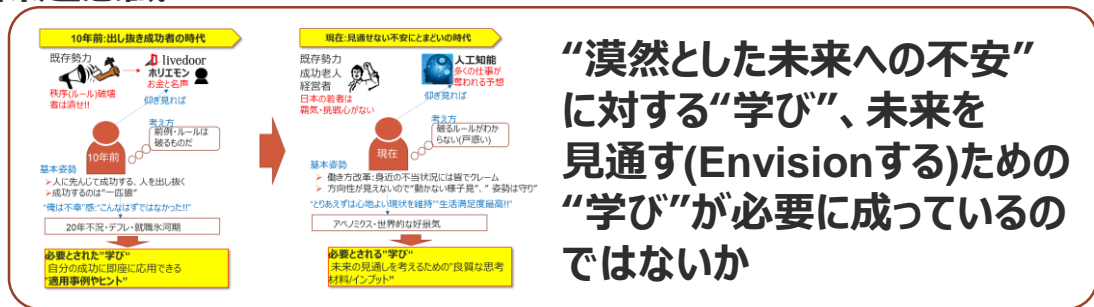 10年前:出し抜き成功者の時代
既存勢力
livedoor
ホリエモン
お金と名声
秩序(ルール)破壊
者は潰せ!!
仰ぎ見れば
考え方
前例・ルールは
破るものだ
10年前
基本姿勢
➢人に先んじて成功する、人を出し抜く
➢成功するのは“一匹狼”
“俺は不幸”感:“こんなはずではなかった!!”
20年不況・デフレ・就職氷河期
必要とされた”学び“
自分の成功に即座に応用できる
“適用事例やヒント”
現在:見通せない不安にとまどいの時代
既存勢力
成功老人
経営者
日本の若者は
覇気・挑戦心がない
人工知能
多くの仕事が
奪われる予想
仰ぎ見れば
考え方
破るルールがわか
らない(戸惑い)
現在
基本姿勢
➢ 働き方改革:身近の不当状況には皆でクレーム
➢ 方向性が見えないので“動かない様子見”、” 姿勢は守り”
“とりあえずは心地よい現状を維持”“生活満足度最高!!”
アベノミクス・世界的な好景気
必要とされる”学び“
未来の見通しを考えるための”良質な思考
材料/インプット”
“漠然とした未来への不安”
に対する“学び”、未来を
見通す(Envisionする)ための
“学び”が必要に成っているの
ではないか